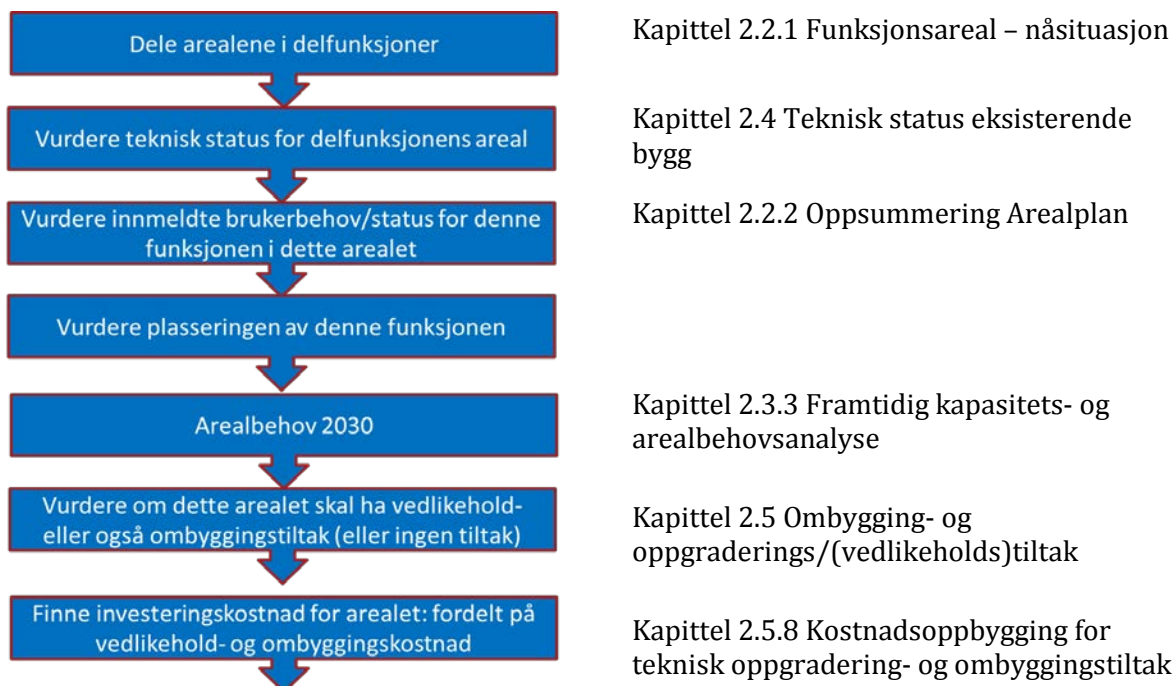 Dele arealene i delfunksjoner
Kapittel 2.2.1 Funksjonsareal – nåsituasjon
Vurdere teknisk status for delfunksjonens areal
Kapittel 2.4 Teknisk status eksisterende
bygg
Vurdere innmeldte brukerbehov/status for denne
funksjonen i dette arealet
Kapittel 2.2.2 Oppsummering Arealplan
Vurdere plasseringen av denne funksjonen
Arealbehov 2030
Kapittel 2.3.3 Framtidig kapasitets- og
arealbehovsanalyse
Vurdere om dette arealet skal ha vedlikehold-
eller også ombyggingstiltak (eller ingen tiltak)
Kapittel 2.5 Ombygging- og
oppgraderings/(vedlikeholds)tiltak
Finne investeringskostnad for arealet: fordelt på
vedlikehold- og ombyggingskostnad
Kapittel 2.5.8 Kostnadsoppbygging for
teknisk oppgradering- og ombyggingstiltak